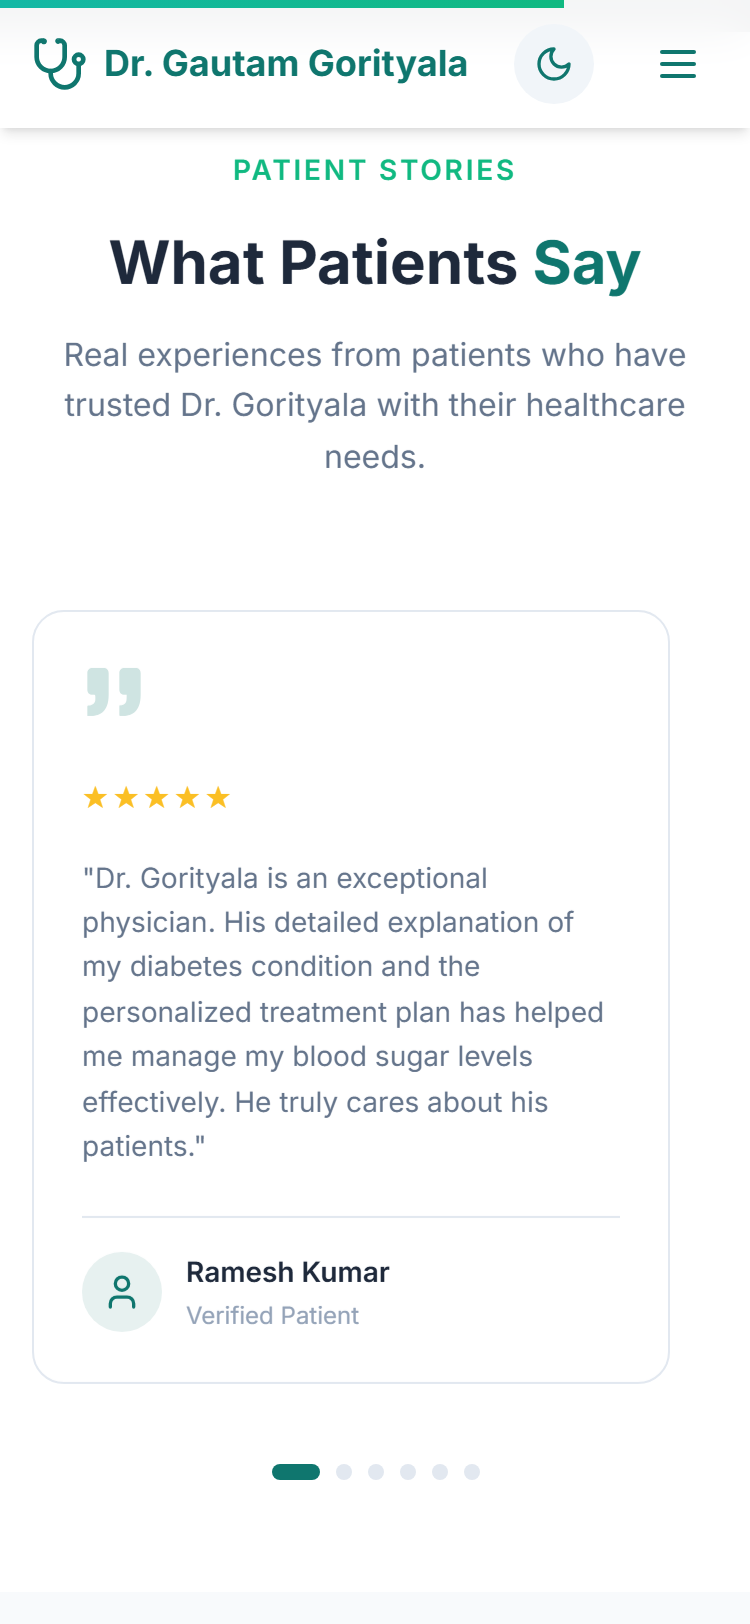 Dr. Gautam Gorityala
PATIENT STORIES
What Patients Say
Real experiences from patients who have
trusted Dr. Gorityala with their healthcare
needs.
"Dr. Gorityala is an exceptional
physician. His detailed explanation of
my diabetes condition and the
personalized treatment plan has helped
me manage my blood sugar levels
effectively. He truly cares about his
patients."
Ramesh Kumar
Verified Patient